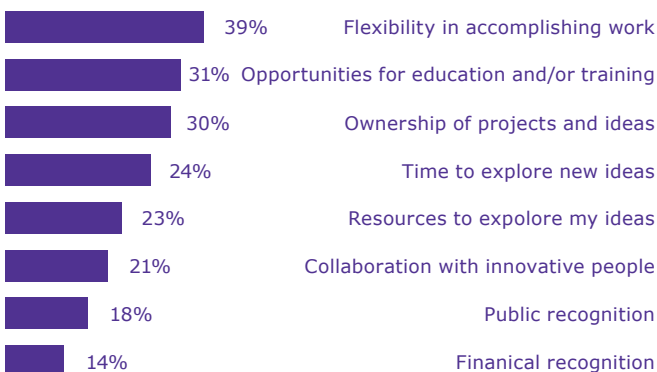 39% Flexibility in accomplishing work
31% Opportunities for education and/or training
30% Ownership of projects and ideas
24% Time to explore new ideas
23% Resources to expolore my ideas
21% Collaboration with innovative people
18% Public recognition
14% Finanical recognition